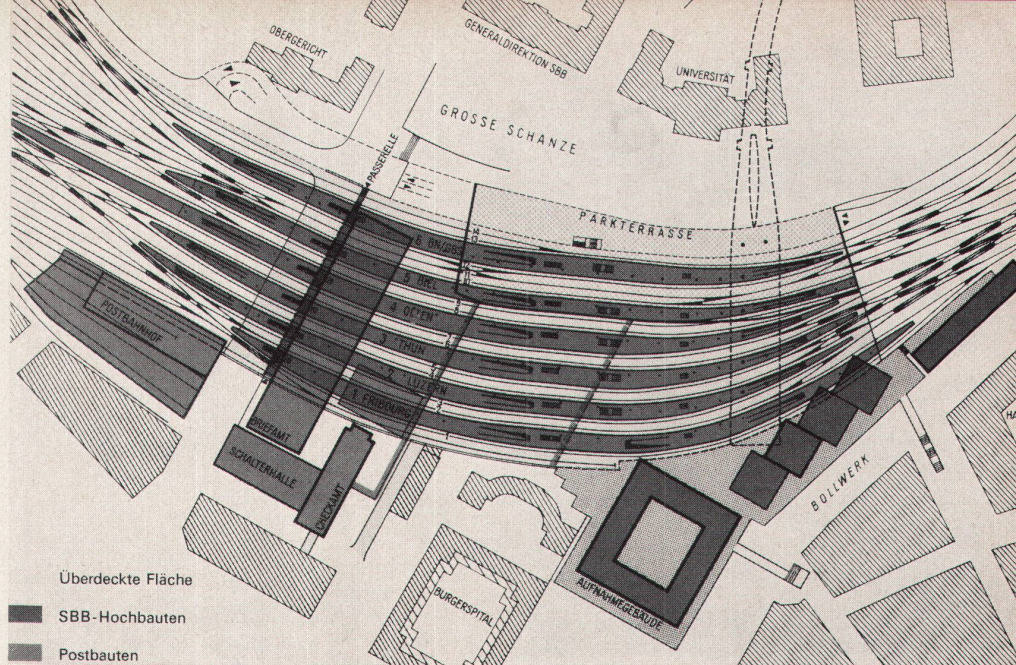 OBERGERICHT
GENERALDIREKTION SBB
UNIVERSITÄT
GROSSE SCHANZE
PASSERELLE
PARKTERRASSE
5 BIEL
4 OLTEN
3 THUN
2 LUZERN
1 FRIBOURG
POSTBAHNHOF
BRIEFAMT
SCHALTERHALLE
CHECKAMT
BURGERSPITAL
AUFNAHMEGEBÄUDE
BOLLWERK
Überdeckte Fläche
SBB-Hochbauten
Postbauten